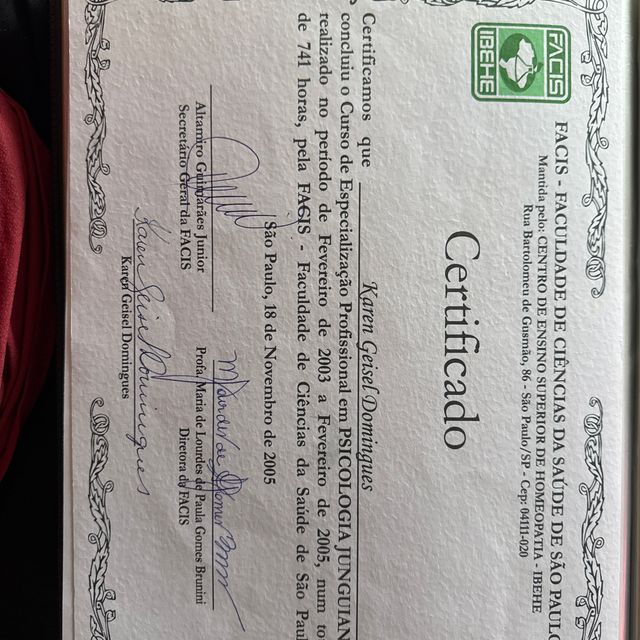 FACIS
IBEHE
FACIS - FACULDADE DE CIÊNCIAS DA SAÚDE DE SÃO PAULO
Mantida pelo: CENTRO DE ENSINO SUPERIOR DE HOMEOPATIA - IBEHE
Rua Bartolomeu de Gusmão, 86 - São Paulo/SP - Cep: 04111-020
Certificado
Certificamos que Karen Geisel Domingues
concluiu o Curso de Especialização Profissional em PSICOLOGIA JUNGUIAN
realizado no período de Fevereiro de 2003 a Fevereiro de 2005, num to
de 741 horas, pela FACIS - Faculdade de Ciências da Saúde de São Paul
São Paulo, 18 de Novembro de 2005
Altamiro Guimarães Junior
Secretário Geral da FACIS
Profa Maria de Lourdes de Paula Gomes Brunini
Diretora da FACIS
Karen Geisel Domingues
Karen Geisel Domingues